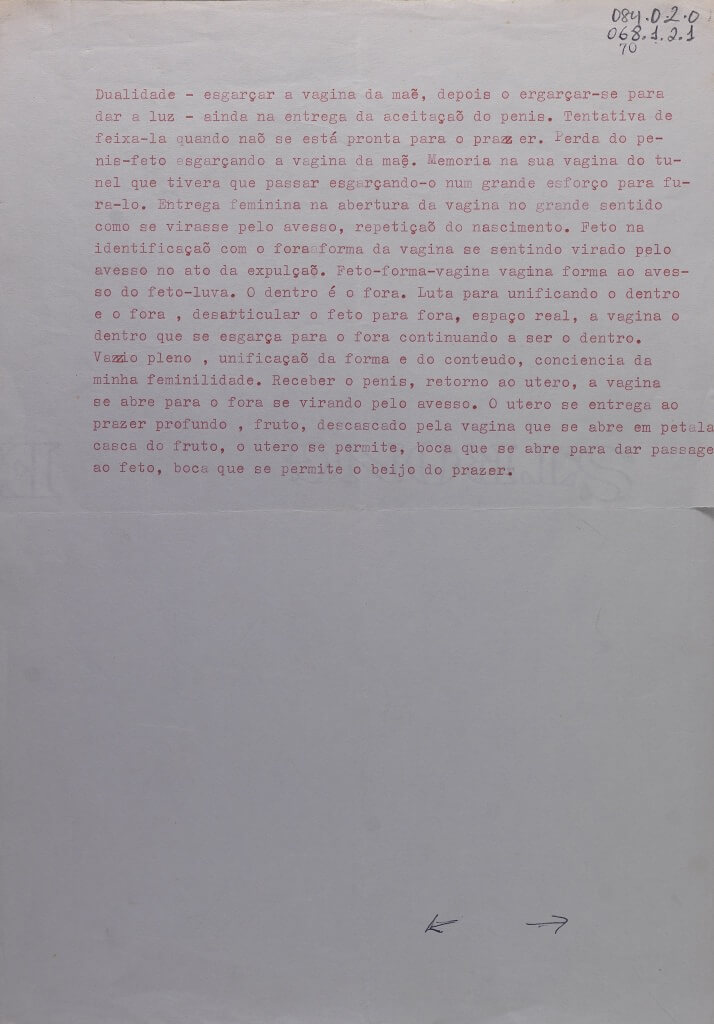 084.0 2.0
068.1.2.1
70
Dualidade - esgarçar a vagina da maẽ, depois o ergarçar-se para
dar a luz - ainda na entrega da aceitaçaõ do penis. Tentativa de
feixa-la quando naõ se está pronta para o prazer. Perda do pe-
nis-feto esgarçando a vagina da maẽ. Memoria na sua vagina do tu-
nel que tivera que passar esgarçando-o num grande esforço para fu-
ra-lo. Entrega feminina na abertura da vagina no grande sentido
como se virasse pelo avesso, repetiçaõ do nascimento. Feto na
identificaçaõ com o fora forma da vagina se sentindo virado pelo
avesso no ato da expulçaõ. Feto-forma-vagina vagina forma ao aves-
so do feto-luva. O dentro é o fora. Luta para unificando o dentro
e o fora , desarticular o feto para fora, espaço real, a vagina o
dentro que se esgarça para o fora continuando a ser o dentro.
Vazio pleno , unificaçaõ da forma e do conteudo, conciencia da
minha feminilidade. Receber o penis, retorno ao utero, a vagina
se abre para o fora se virando pelo avesso. O utero se entrega ao
prazer profundo , fruto, descascado pela vagina que se abre em petala
casca do fruto, o utero se permite, boca que se abre para dar passage
ao feto, boca que se permite o beijo do prazer.